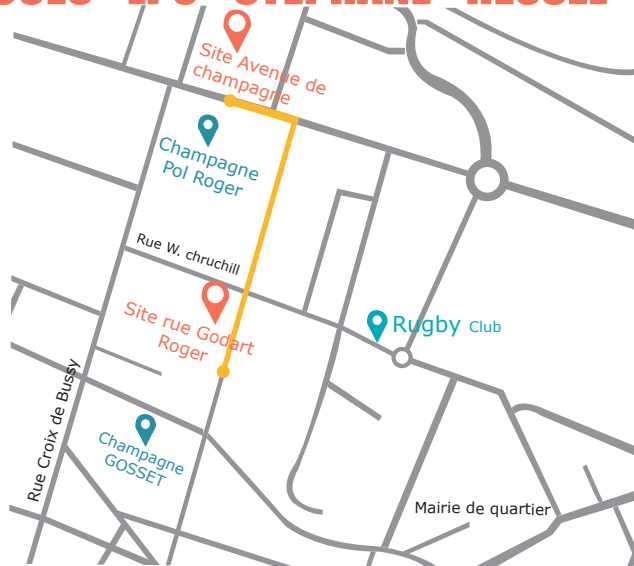 Site Avenue de
champagne
Champagne
Pol Roger
Rue W. chruchill
Site rue Godart
Roger
Rugby Club
Rue Croix de Bussy
Champagne
GOSSET
Mairie de quartier